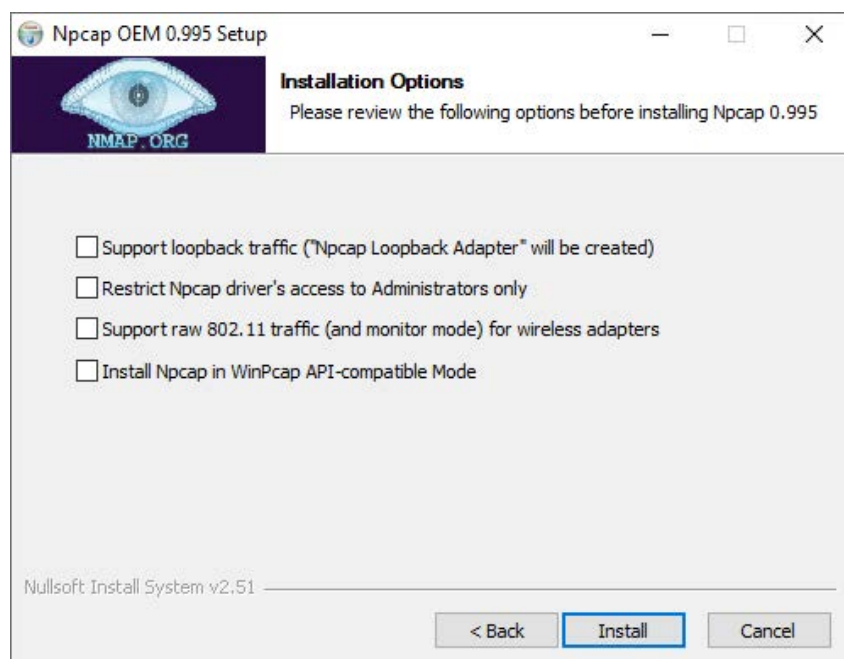 Npcap OEM 0.995 Setup
NMAP.ORG
Installation Options
Please review the following options before installing Npcap 0.995
Support loopback traffic ("Npcap Loopback Adapter" will be created)
Restrict Npcap driver's access to Administrators only
Support raw 802.11 traffic (and monitor mode) for wireless adapters
Install Npcap in WinPcap API-compatible Mode
Nullsoft Install System v2.51
< Back Install Cancel